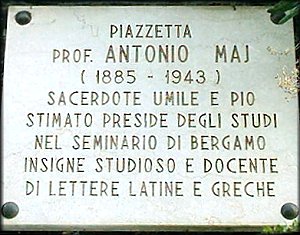 PIAZZETTA
PROF. ANTONIO MAJ
( 1885 - 1943 )
SACERDOTE UMILE E PIO
STIMATO PRESIDE DEGLI STUDI
NEL SEMINARIO DI BERGAMO
INSIGNE STUDIOSO E DOCENTE
DI LETTERE LATINE E GRECHE